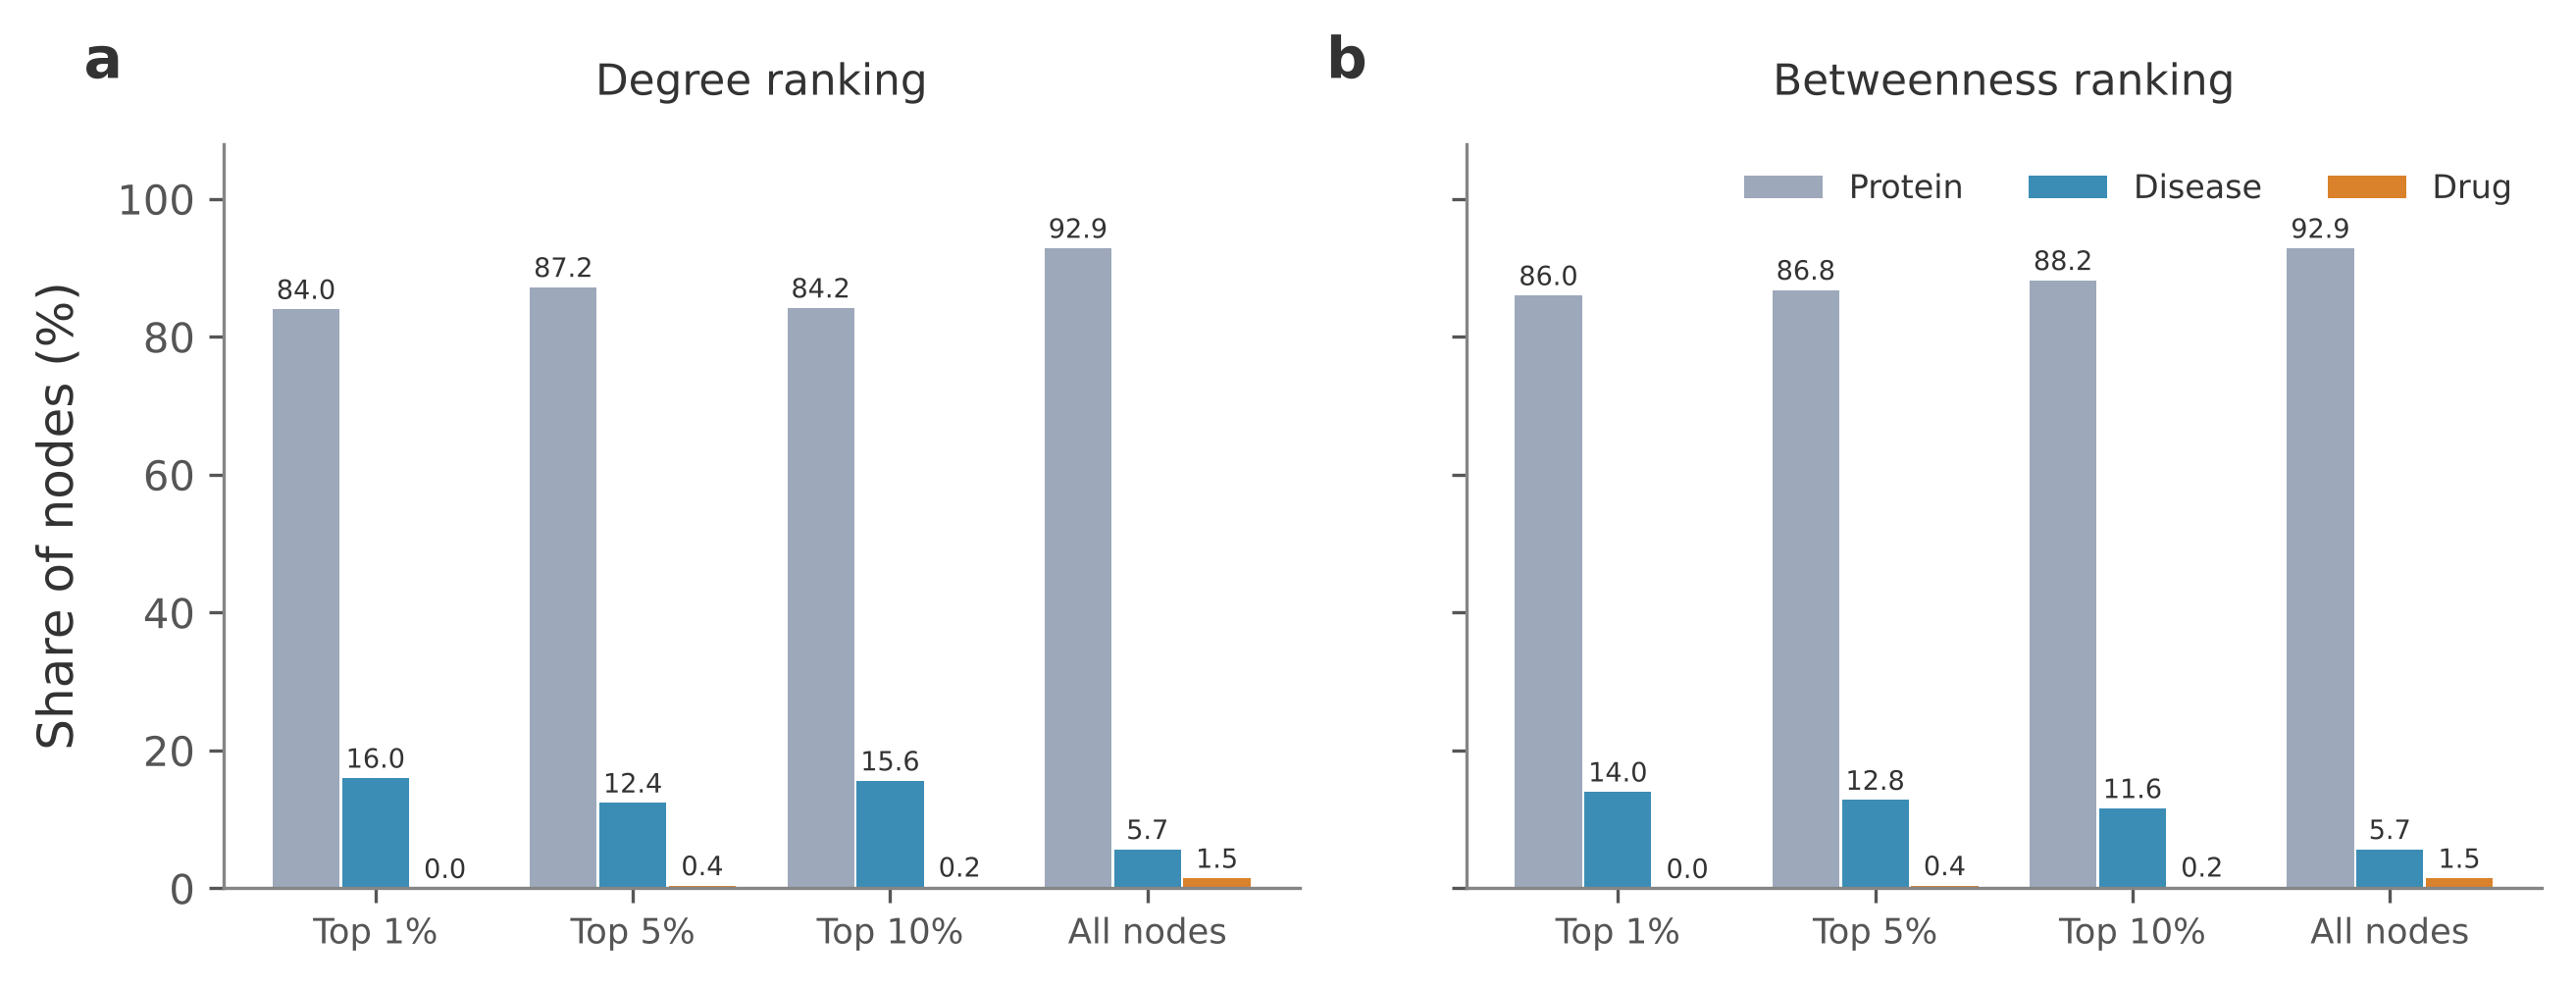 a
Degree ranking
Share of nodes (%)
100
80
60
40
20
0
84.0
16.0
0.0
87.2
12.4
0.4
84.2
15.6
0.2
92.9
5.7
1.5
Top 1%
Top 5%
Top 10%
All nodes
b
Betweenness ranking
Protein
Disease
Drug
86.0
14.0
0.0
86.8
12.8
0.4
88.2
11.6
0.2
92.9
5.7
1.5
Top 1%
Top 5%
Top 10%
All nodes